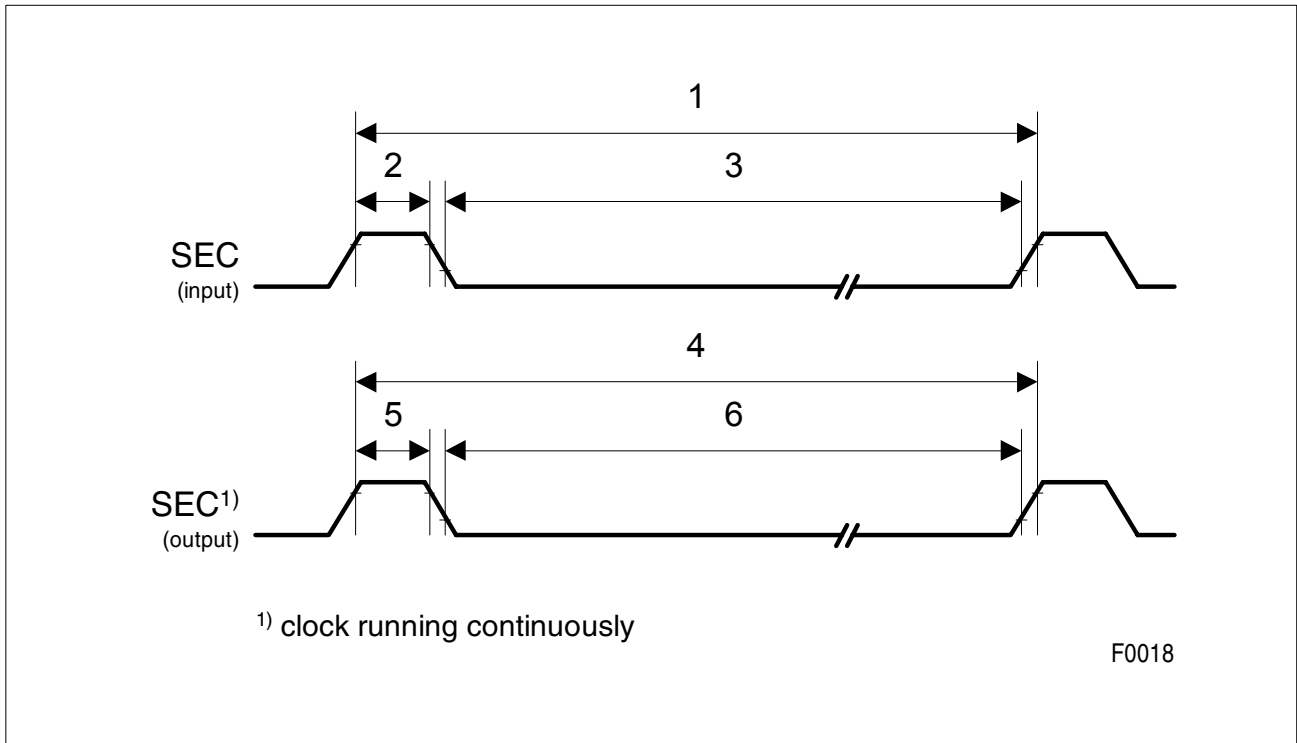 1
2
3
SEC
(input)
4
5
6
SEC1)
(output)
1) clock running continuously
F0018